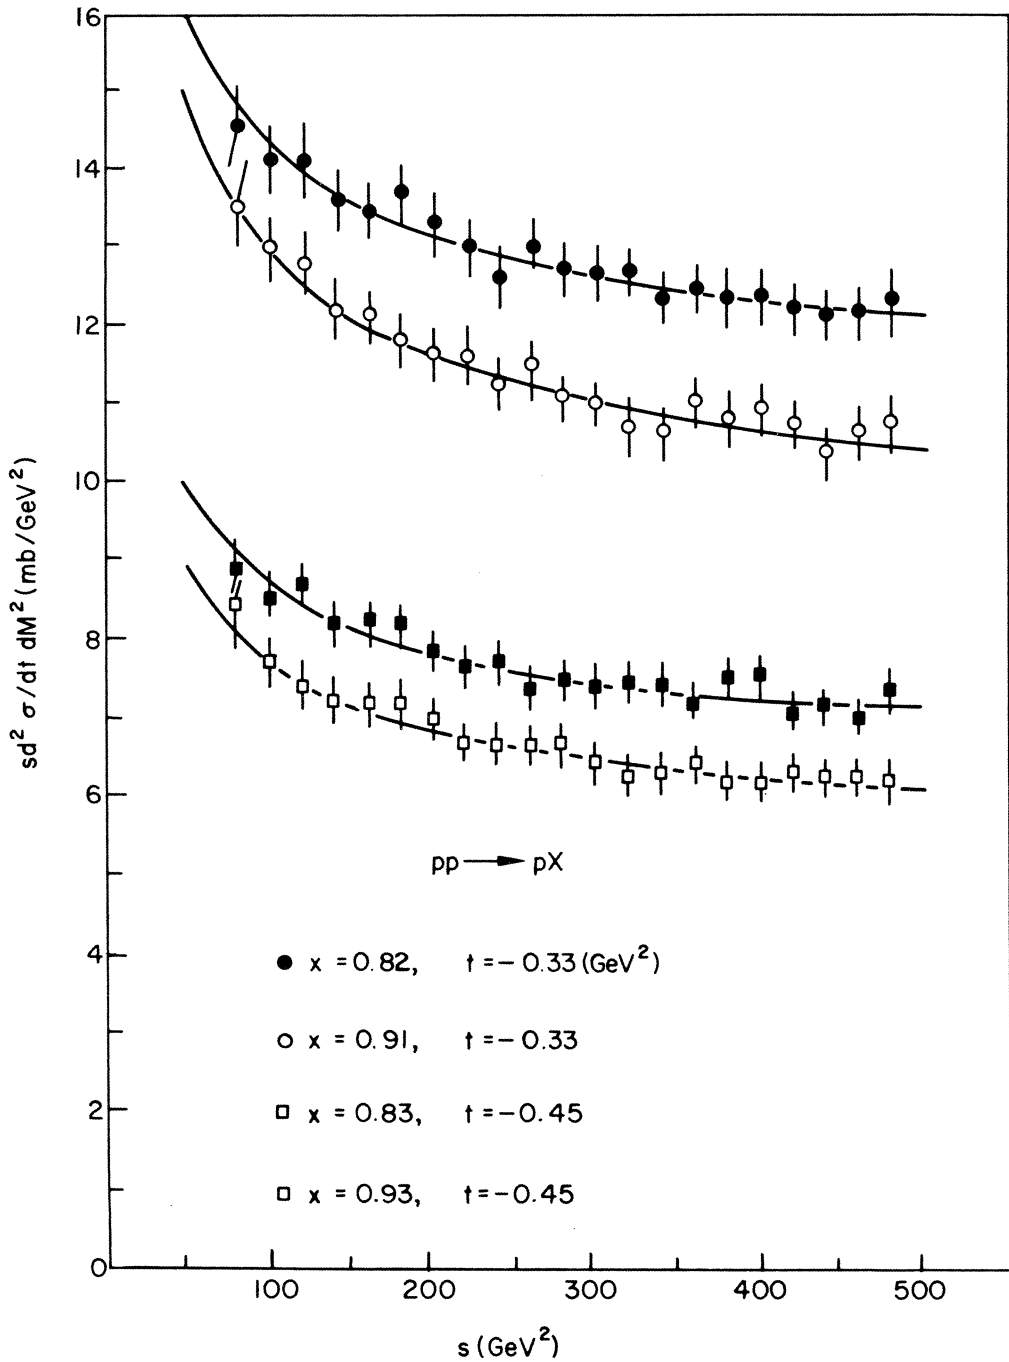 16
14
12
10
8
6
4
2
0
sd² σ/dt dM² (mb/GeV²)
pp → pX
● x = 0.82, t = - 0.33 (GeV²)
○ x = 0.91, t = - 0.33
□ x = 0.83, t = -0.45
□ x = 0.93, t = -0.45
100 200 300 400 500
s (GeV²)